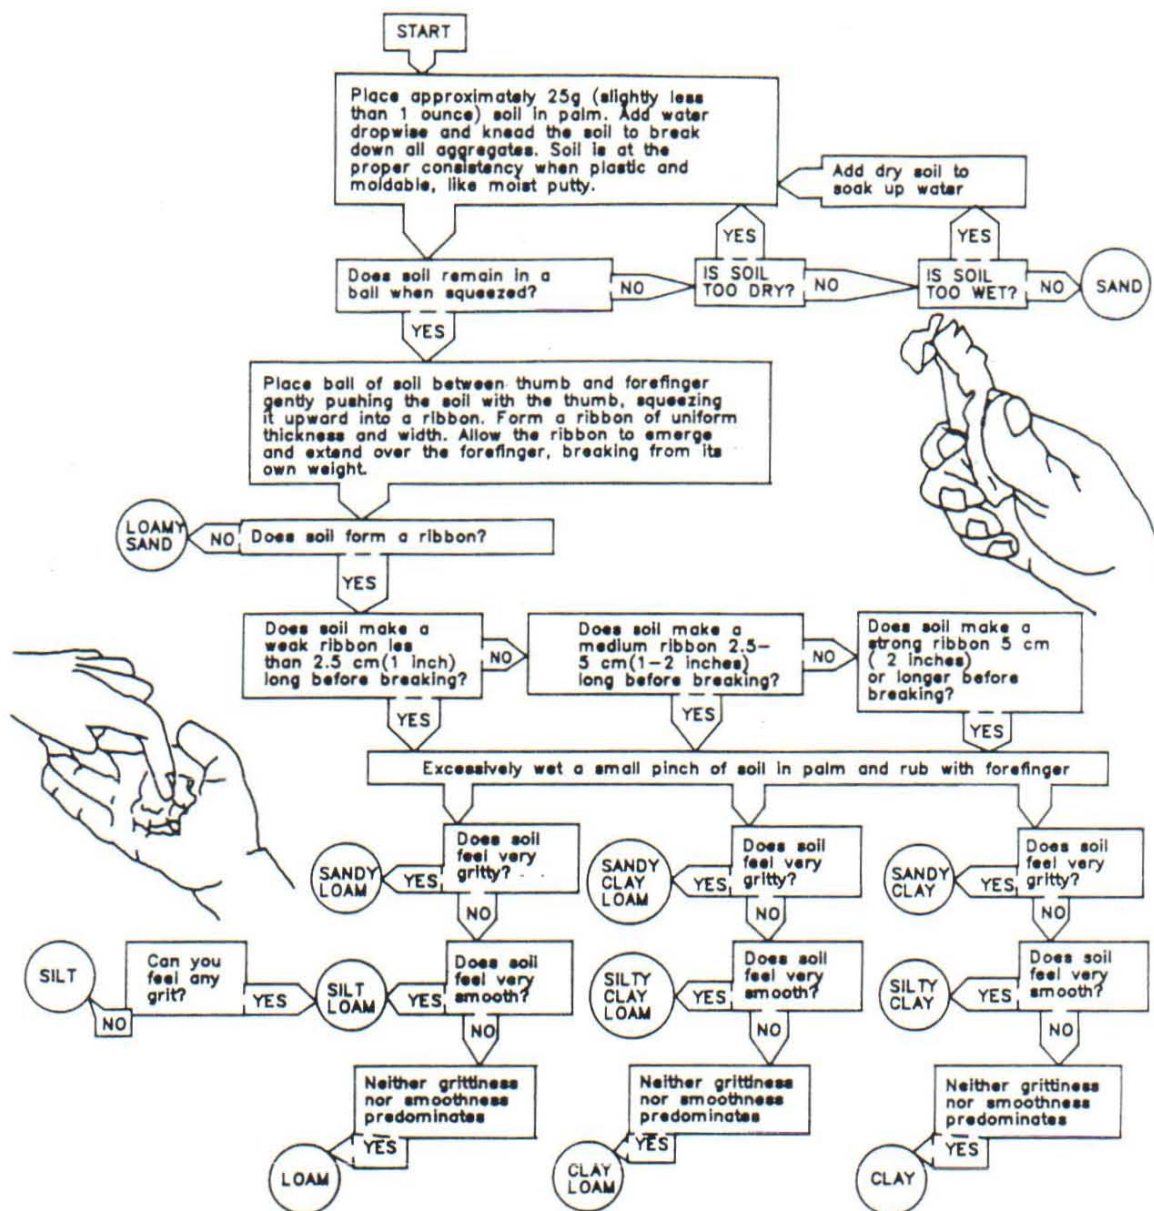 START
Place approximately 25g (slightly less
than 1 ounce) soil in palm. Add water
dropwise and knead the soil to break
down all aggregates. Soil is at the
proper consistency when plastic and
moldable, like moist putty.
Add dry soil to
soak up water
YES
YES
Does soil remain in a
ball when squeezed?
NO
IS SOIL
TOO DRY?
NO
IS SOIL
TOO WET?
NO
SAND
YES
Place ball of soil between thumb and forefinger
gently pushing the soil with the thumb, squeezing
it upward into a ribbon. Form a ribbon of uniform
thickness and width. Allow the ribbon to emerge
and extend over the forefinger, breaking from its
own weight.
LOAMY
SAND
NO
Does soil form a ribbon?
YES
Does soil make a
weak ribbon less
than 2.5 cm(1 inch)
long before breaking?
NO
Does soil make a
medium ribbon 2.5–
5 cm(1–2 inches)
long before breaking?
NO
Does soil make a
strong ribbon 5 cm
( 2 inches)
or longer before
breaking?
YES
YES
YES
Excessively wet a small pinch of soil in palm and rub with forefinger
SANDY
LOAM
YES
Does soil
feel very
gritty?
SANDY
CLAY
LOAM
YES
Does soil
feel very
gritty?
SANDY
CLAY
YES
Does soil
feel very
gritty?
NO
NO
NO
SILT
NO
Can you
feel any
grit?
YES
SILT
LOAM
YES
Does soil
feel very
smooth?
SILTY
CLAY
LOAM
YES
Does soil
feel very
smooth?
SILTY
CLAY
YES
Does soil
feel very
smooth?
NO
NO
NO
Neither grittiness
nor smoothness
predominates
Neither grittiness
nor smoothness
predominates
Neither grittiness
nor smoothness
predominates
YES
YES
YES
LOAM
CLAY
LOAM
CLAY